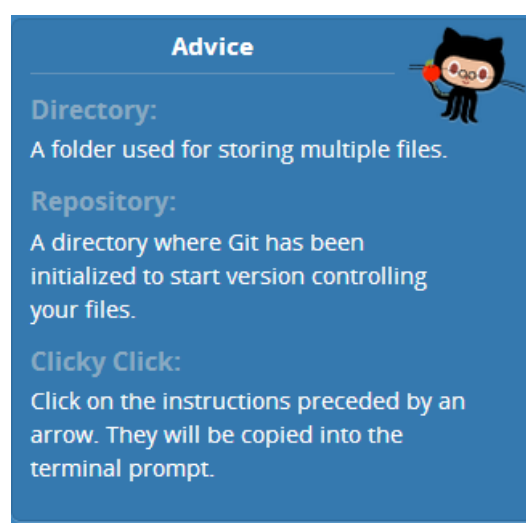 Advice
Directory:
A folder used for storing multiple files.
Repository:
A directory where Git has been
initialized to start version controlling
your files.
Clicky Click:
Click on the instructions preceded by an
arrow. They will be copied into the
terminal prompt.